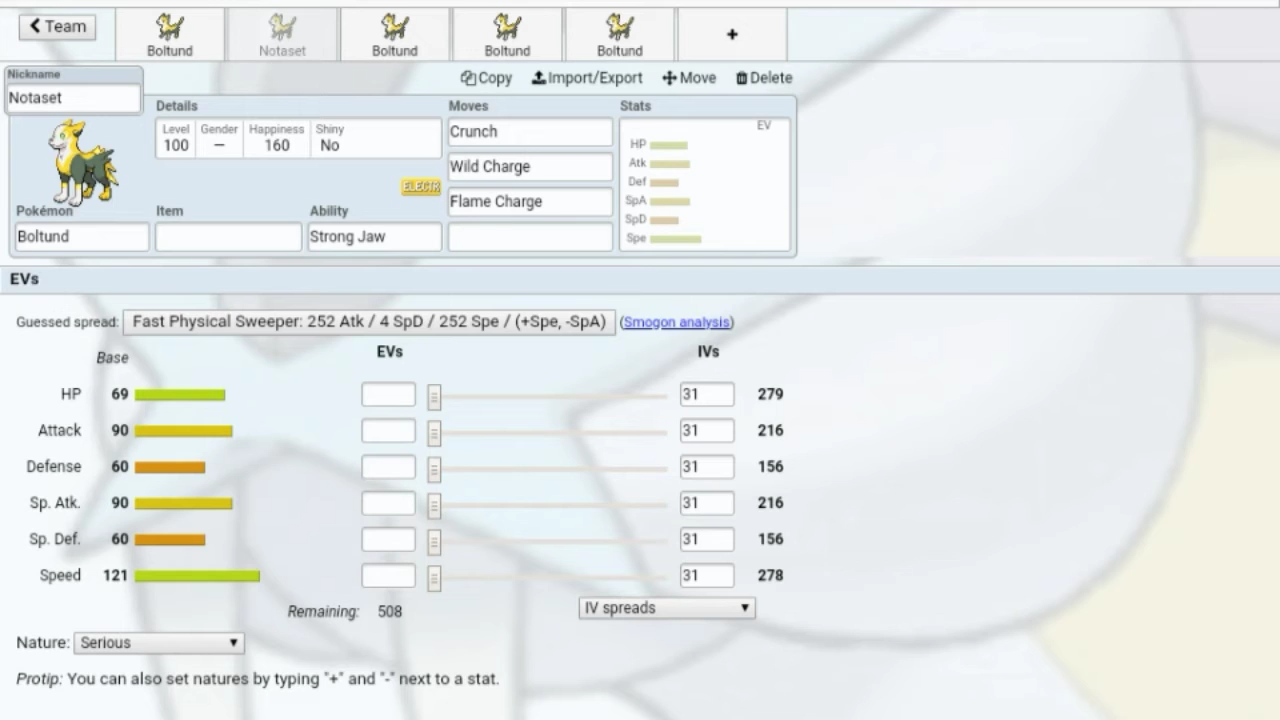 Team
Boltund
Notaset
Boltund
Boltund
Boltund
+
Copy
Import/Export
Move
Delete
Nickname
Notaset
Details
Level
100
Gender
–
Happiness
160
Shiny
No
ELECTR
Pokémon
Boltund
Item
Ability
Strong Jaw
Moves
Crunch
Wild Charge
Flame Charge
Stats
EV
HP
Atk
Def
SpA
SpD
Spe
EVs
Guessed spread: Fast Physical Sweeper: 252 Atk / 4 SpD / 252 Spe / (+Spe, -SpA) (Smogon analysis)
Base EVs IVs
HP 69 31 279
Attack 90 31 216
Defense 60 31 156
Sp. Atk. 90 31 216
Sp. Def. 60 31 156
Speed 121 31 278
Remaining: 508
IV spreads
Nature: Serious
Protip: You can also set natures by typing "+" and "-" next to a stat.